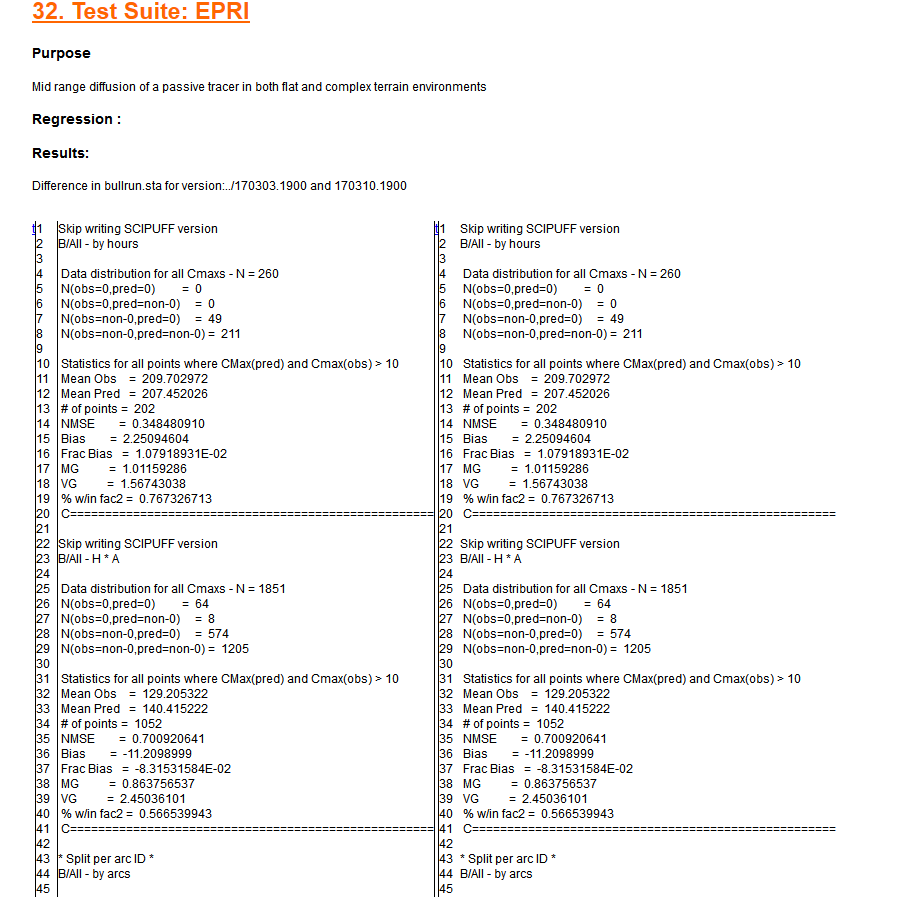 32. Test Suite: EPRI
Purpose
Mid range diffusion of a passive tracer in both flat and complex terrain environments
Regression :
Results:
Difference in bullrun.sta for version:../170303.1900 and 170310.1900
t1 Skip writing SCIPUFF version t1 Skip writing SCIPUFF version
2 B/All - by hours 2 B/All - by hours
3 3
4 Data distribution for all Cmaxs - N = 260 4 Data distribution for all Cmaxs - N = 260
5 N(obs=0,pred=0) = 0 5 N(obs=0,pred=0) = 0
6 N(obs=0,pred=non-0) = 0 6 N(obs=0,pred=non-0) = 0
7 N(obs=non-0,pred=0) = 49 7 N(obs=non-0,pred=0) = 49
8 N(obs=non-0,pred=non-0) = 211 8 N(obs=non-0,pred=non-0) = 211
9 9
10 Statistics for all points where CMax(pred) and Cmax(obs) > 10 10 Statistics for all points where CMax(pred) and Cmax(obs) > 10
11 Mean Obs = 209.702972 11 Mean Obs = 209.702972
12 Mean Pred = 207.452026 12 Mean Pred = 207.452026
13 # of points = 202 13 # of points = 202
14 NMSE = 0.348480910 14 NMSE = 0.348480910
15 Bias = 2.25094604 15 Bias = 2.25094604
16 Frac Bias = 1.07918931E-02 16 Frac Bias = 1.07918931E-02
17 MG = 1.01159286 17 MG = 1.01159286
18 VG = 1.56743038 18 VG = 1.56743038
19 % w/in fac2 = 0.767326713 19 % w/in fac2 = 0.767326713
20 C==================================================== 20 C====================================================
21 21
22 Skip writing SCIPUFF version 22 Skip writing SCIPUFF version
23 B/All - H * A 23 B/All - H * A
24 24
25 Data distribution for all Cmaxs - N = 1851 25 Data distribution for all Cmaxs - N = 1851
26 N(obs=0,pred=0) = 64 26 N(obs=0,pred=0) = 64
27 N(obs=0,pred=non-0) = 8 27 N(obs=0,pred=non-0) = 8
28 N(obs=non-0,pred=0) = 574 28 N(obs=non-0,pred=0) = 574
29 N(obs=non-0,pred=non-0) = 1205 29 N(obs=non-0,pred=non-0) = 1205
30 30
31 Statistics for all points where CMax(pred) and Cmax(obs) > 10 31 Statistics for all points where CMax(pred) and Cmax(obs) > 10
32 Mean Obs = 129.205322 32 Mean Obs = 129.205322
33 Mean Pred = 140.415222 33 Mean Pred = 140.415222
34 # of points = 1052 34 # of points = 1052
35 NMSE = 0.700920641 35 NMSE = 0.700920641
36 Bias = -11.2098999 36 Bias = -11.2098999
37 Frac Bias = -8.31531584E-02 37 Frac Bias = -8.31531584E-02
38 MG = 0.863756537 38 MG = 0.863756537
39 VG = 2.45036101 39 VG = 2.45036101
40 % w/in fac2 = 0.566539943 40 % w/in fac2 = 0.566539943
41 C==================================================== 41 C====================================================
42 42
43 * Split per arc ID * 43 * Split per arc ID *
44 B/All - by arcs 44 B/All - by arcs
45 45